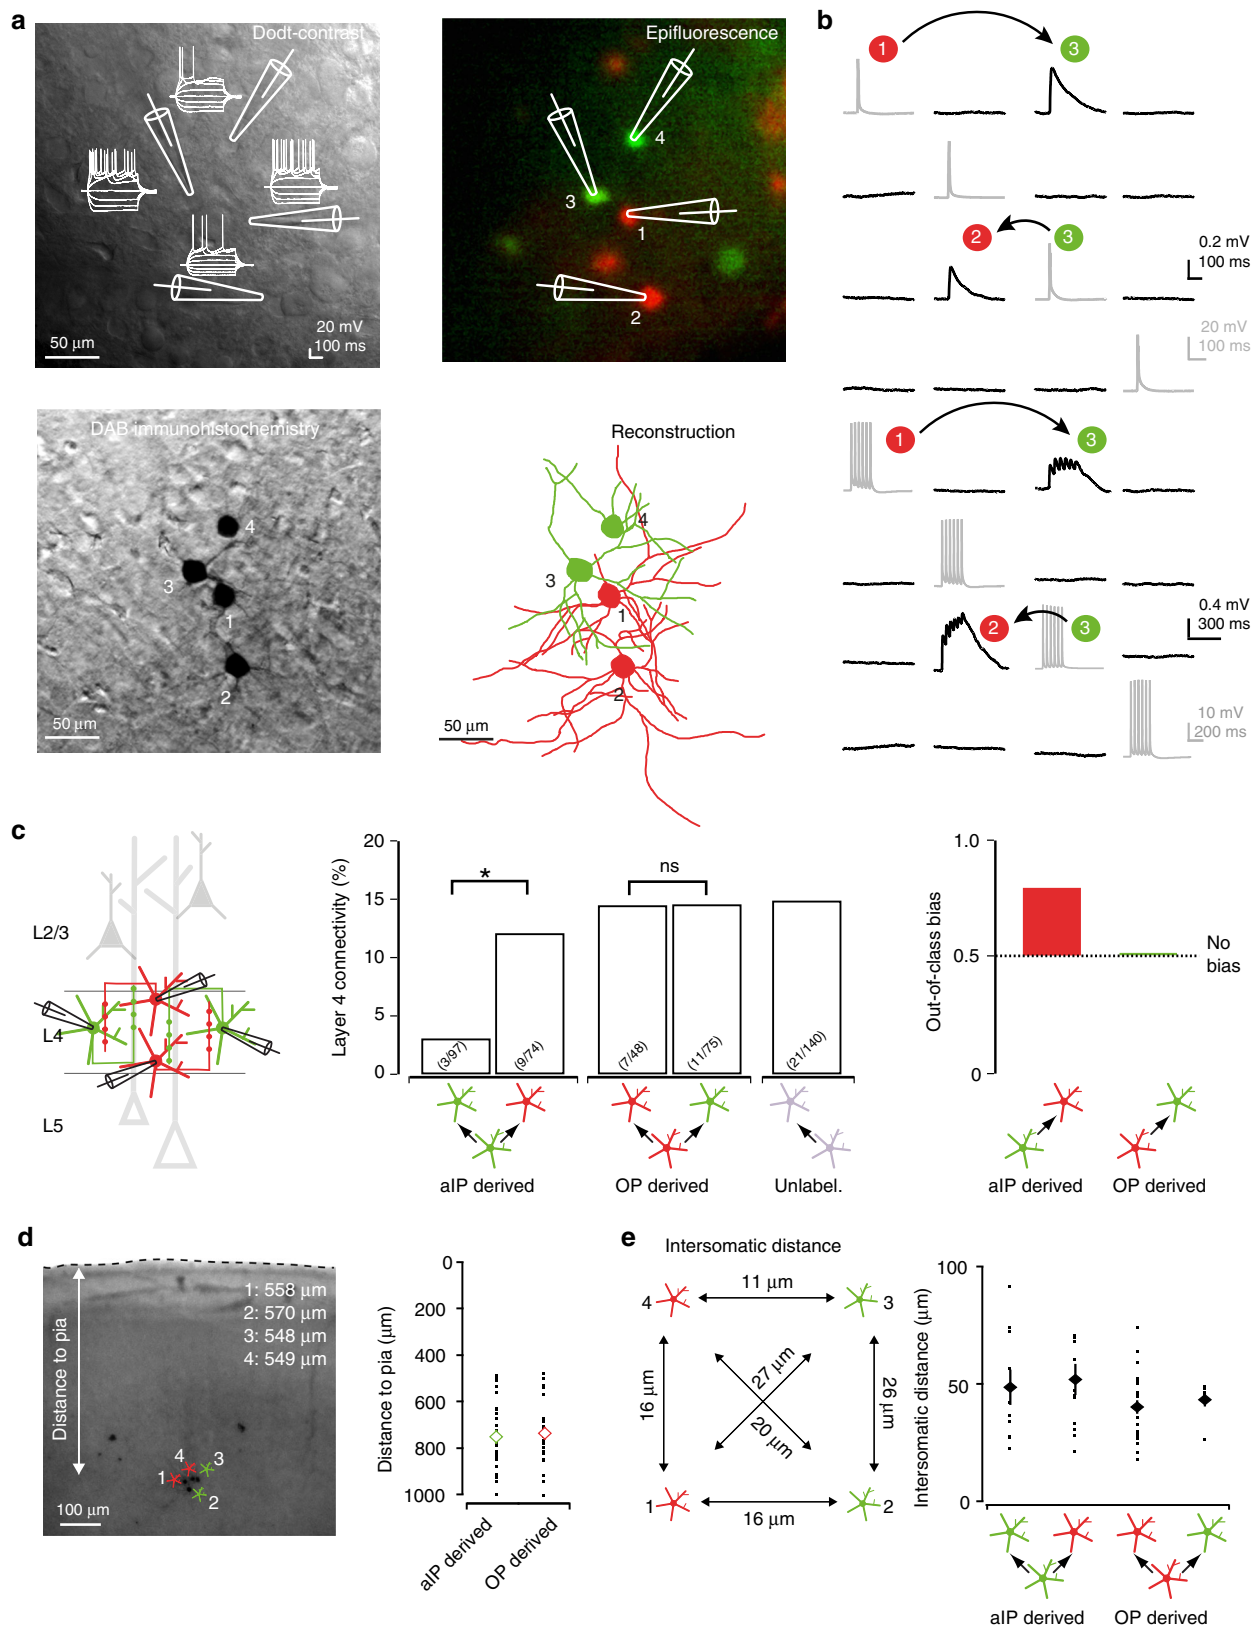 a
Dodt-contrast
20 mV
100 ms
50 μm
Epifluorescence
4
3
1
2
DAB immunohistochemistry
4
3
1
2
50 μm
Reconstruction
4
3
1
2
50 μm
b
1
3
2
3
0.2 mV
100 ms
20 mV
100 ms
1
3
2
3
0.4 mV
300 ms
10 mV
200 ms
c
L2/3
L4
L5
Layer 4 connectivity (%)
20
15
10
5
0
*
ns
(3/97)
(9/74)
(7/48)
(11/75)
(21/140)
aIP derived
OP derived
Unlabel.
Out-of-class bias
1.0
0.5
0
No
bias
aIP derived
OP derived
d
Distance to pia
1: 558 μm
2: 570 μm
3: 548 μm
4: 549 μm
4
3
1
2
100 μm
Distance to pia (μm)
0
200
400
600
800
1000
aIP derived
OP derived
e
Intersomatic distance
4
11 μm
3
16 μm
27 μm
20 μm
26 μm
1
16 μm
2
Intersomatic distance (μm)
100
50
0
aIP derived
OP derived